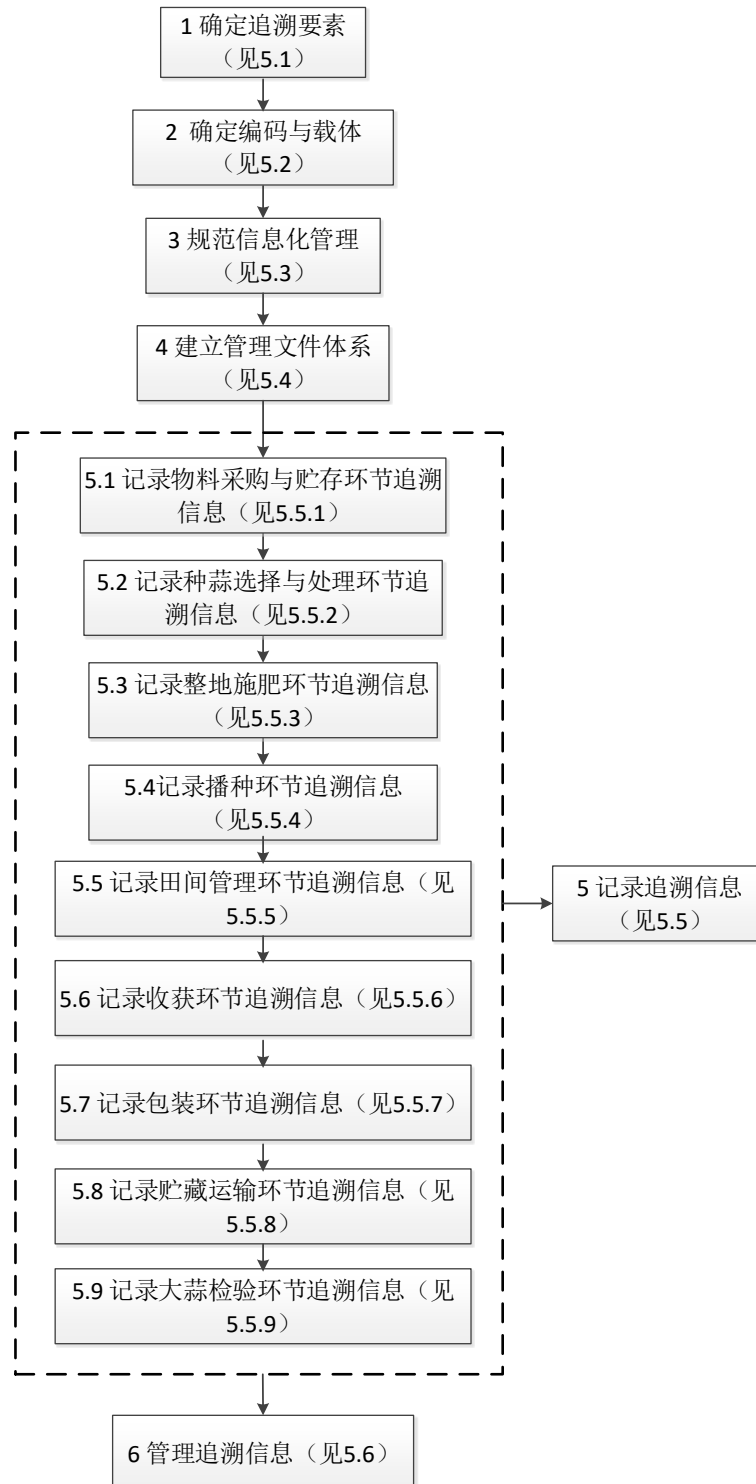 1 确定追溯要素
（见5.1）
2 确定编码与载体
（见5.2）
3 规范信息化管理
（见5.3）
4 建立管理文件体系
（见5.4）
5.1 记录物料采购与贮存环节追溯
信息（见5.5.1）
5.2 记录种蒜选择与处理环节追
溯信息（见5.5.2）
5.3 记录整地施肥环节追溯信息
（见5.5.3）
5.4记录播种环节追溯信息
（见5.5.4）
5.5 记录田间管理环节追溯信息（见
5.5.5）
5 记录追溯信息
（见5.5）
5.6 记录收获环节追溯信息（见5.5.6）
5.7 记录包装环节追溯信息（见5.5.7）
5.8 记录贮藏运输环节追溯信息（见
5.5.8）
5.9 记录大蒜检验环节追溯信息（见
5.5.9）
6 管理追溯信息（见5.6）